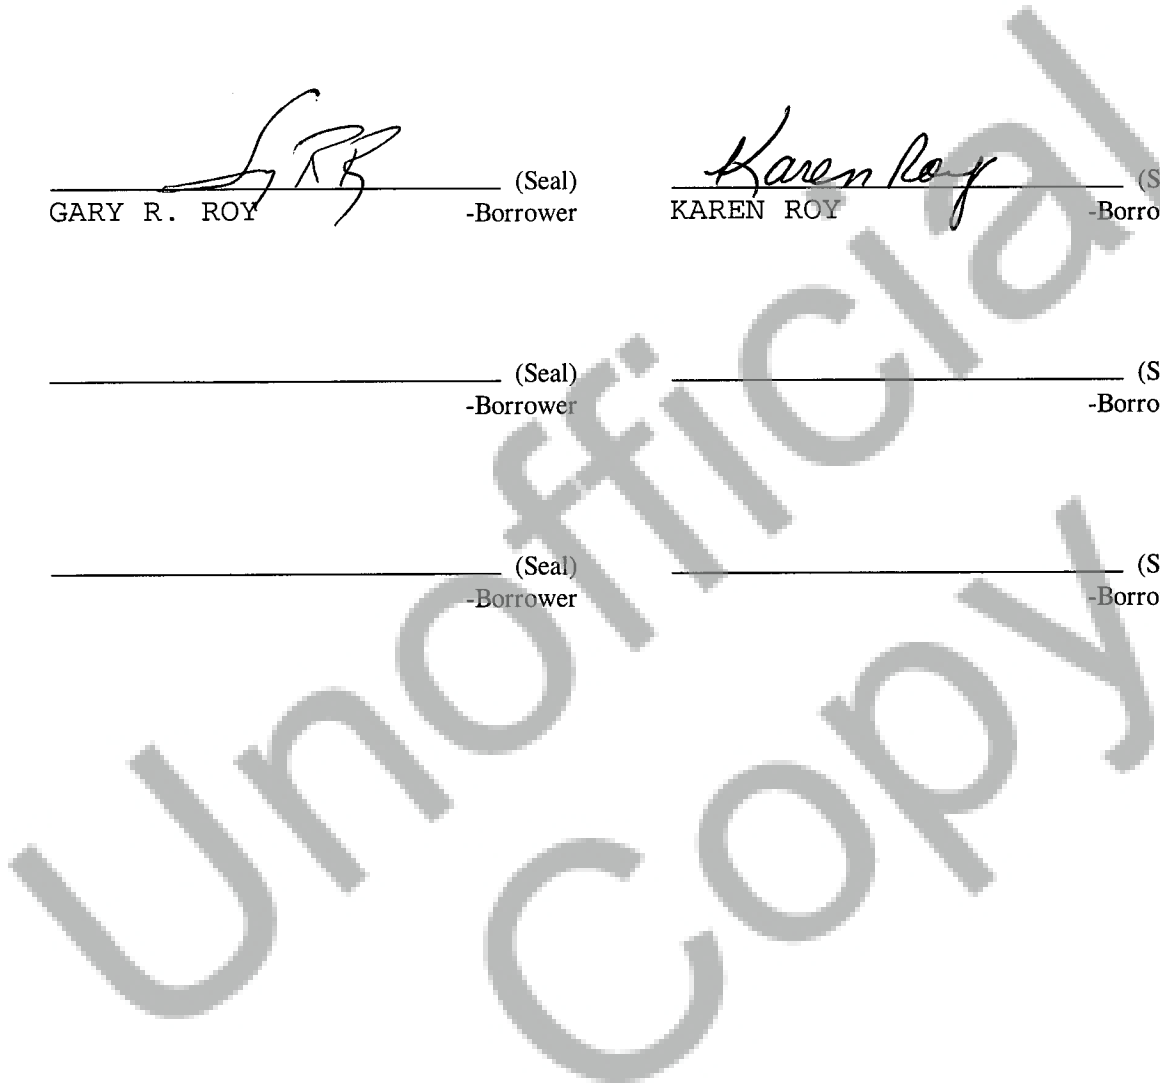 Karen Roy
(Seal) (S
GARY R. ROY -Borrower KAREN ROY -Borro
(Seal) (S
-Borrower -Borro
(Seal) (S
-Borrower -Borro
Unofficial
Copy